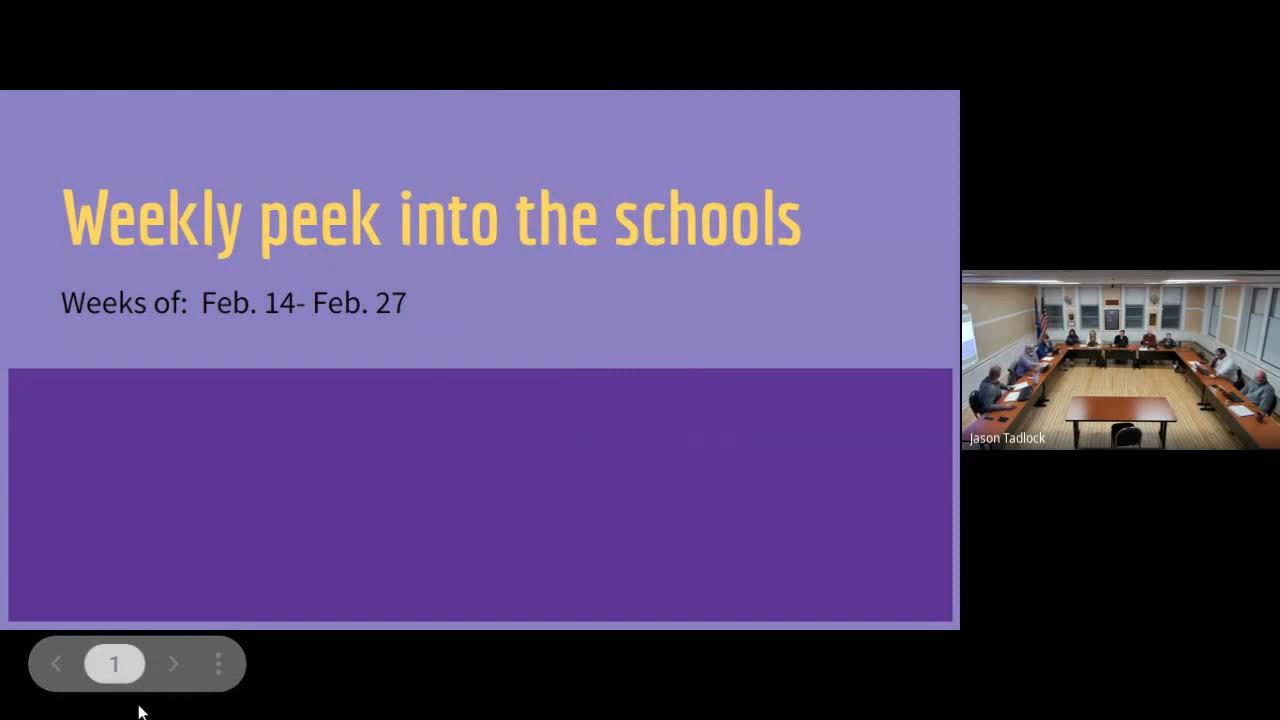 Weekly peek into the schools
Weeks of: Feb. 14- Feb. 27
Jason Tadlock
1